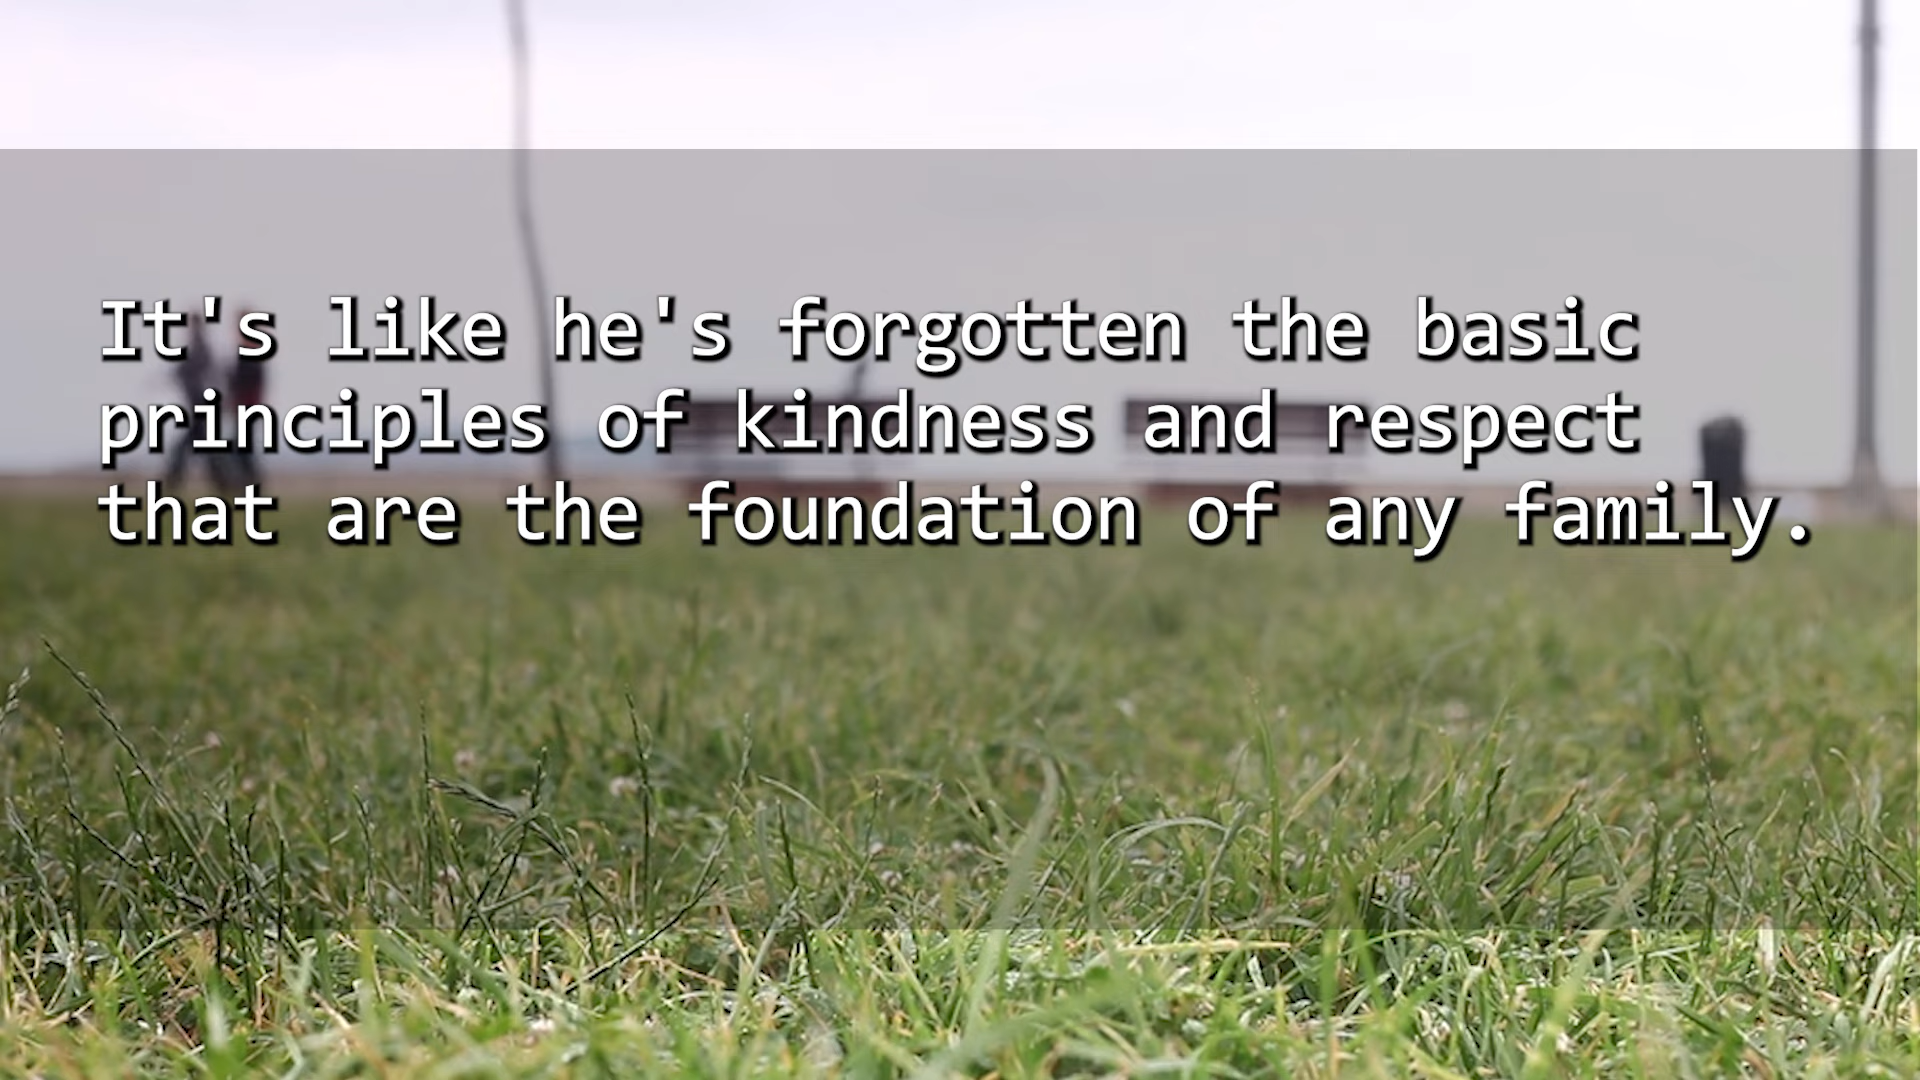 It's like he's forgotten the basic
principles of kindness and respect
that are the foundation of any family.